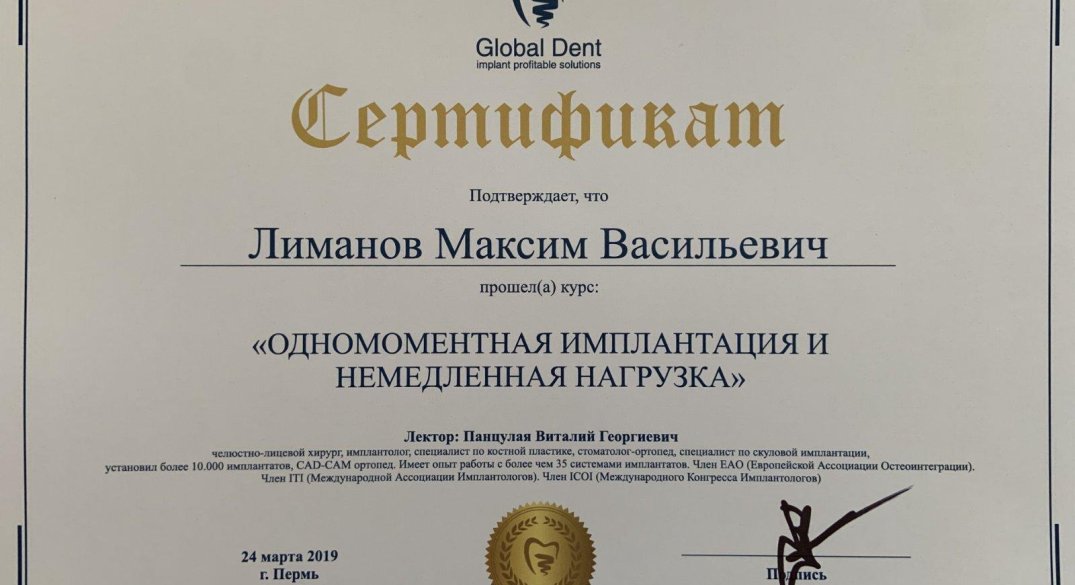 Global Dent
implant profitable solutions
Сертификат
Подтверждает, что
Лиманов Максим Васильевич
прошел(а) курс:
«ОДНОМОМЕНТНАЯ ИМПЛАНТАЦИЯ И
НЕМЕДЛЕННАЯ НАГРУЗКА»
Лектор: Панцулая Виталий Георгиевич
челюстно-лицевой хирург, имплантолог, специалист по костной пластике, стоматолог-ортопед, специалист по скуловой имплантации,
установил более 10.000 имплантатов, CAD-CAM ортопед. Имеет опыт работы с более чем 35 системами имплантатов. Член EAO (Европейской Ассоциации Остеоинтеграции).
Член ITI (Международной Ассоциации Имплантологов). Член ICOI (Международного Конгресса Имплантологов)
24 марта 2019
г. Пермь
Подпись